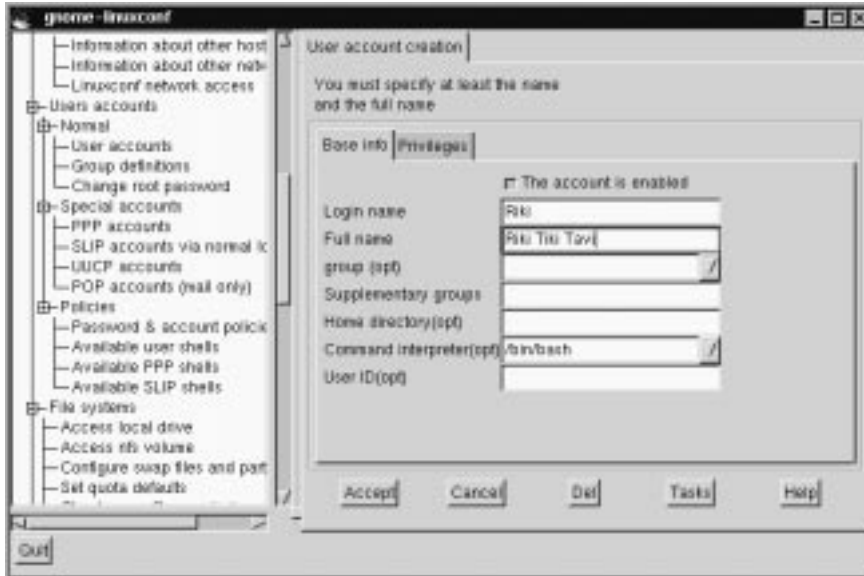 gnome-linuxconf
Information about other host
Information about other netw
Linuxconf network access
Users accounts
Normal
User accounts
Group definitions
Change root password
Special accounts
PPP accounts
SLIP accounts via normal lo
UUCP accounts
POP accounts (mail only)
Policies
Password & account policie
Available user shells
Available PPP shells
Available SLIP shells
File systems
Access local drive
Access nfs volume
Configure swap files and part
Set quota defaults
Quit
User account creation
You must specify at least the name
and the full name
Base info Privileges
The account is enabled
Login name Riki
Full name Riki Tiki Tavi
group (opt)
Supplementary groups
Home directory(opt)
Command interpreter(opt) /bin/bash
User ID(opt)
Accept Cancel Del Tasks Help